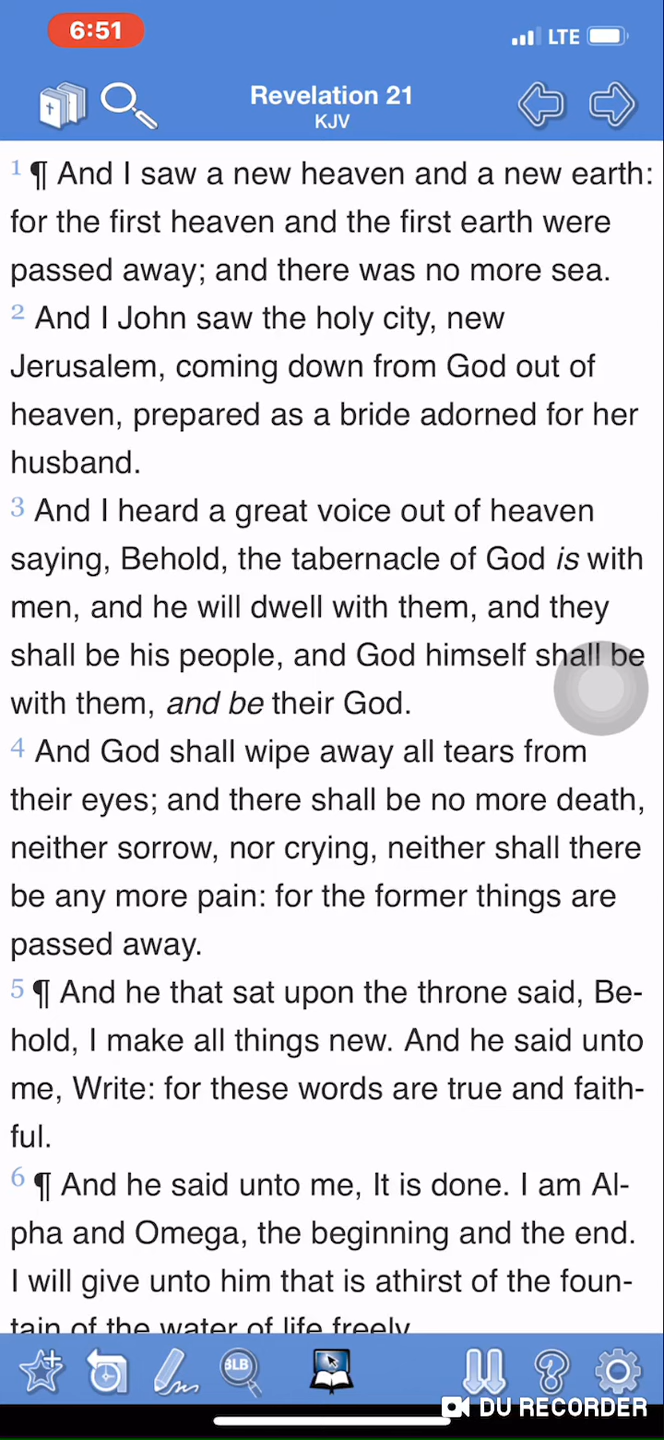 6:51
LTE
Revelation 21
KJV
1 ¶ And I saw a new heaven and a new earth:
for the first heaven and the first earth were
passed away; and there was no more sea.
2 And I John saw the holy city, new
Jerusalem, coming down from God out of
heaven, prepared as a bride adorned for her
husband.
3 And I heard a great voice out of heaven
saying, Behold, the tabernacle of God is with
men, and he will dwell with them, and they
shall be his people, and God himself shall be
with them, and be their God.
4 And God shall wipe away all tears from
their eyes; and there shall be no more death,
neither sorrow, nor crying, neither shall there
be any more pain: for the former things are
passed away.
5 ¶ And he that sat upon the throne said, Be-
hold, I make all things new. And he said unto
me, Write: for these words are true and faith-
ful.
6 ¶ And he said unto me, It is done. I am Al-
pha and Omega, the beginning and the end.
I will give unto him that is athirst of the foun-
tain of the water of life freely
BLB
DU RECORDER